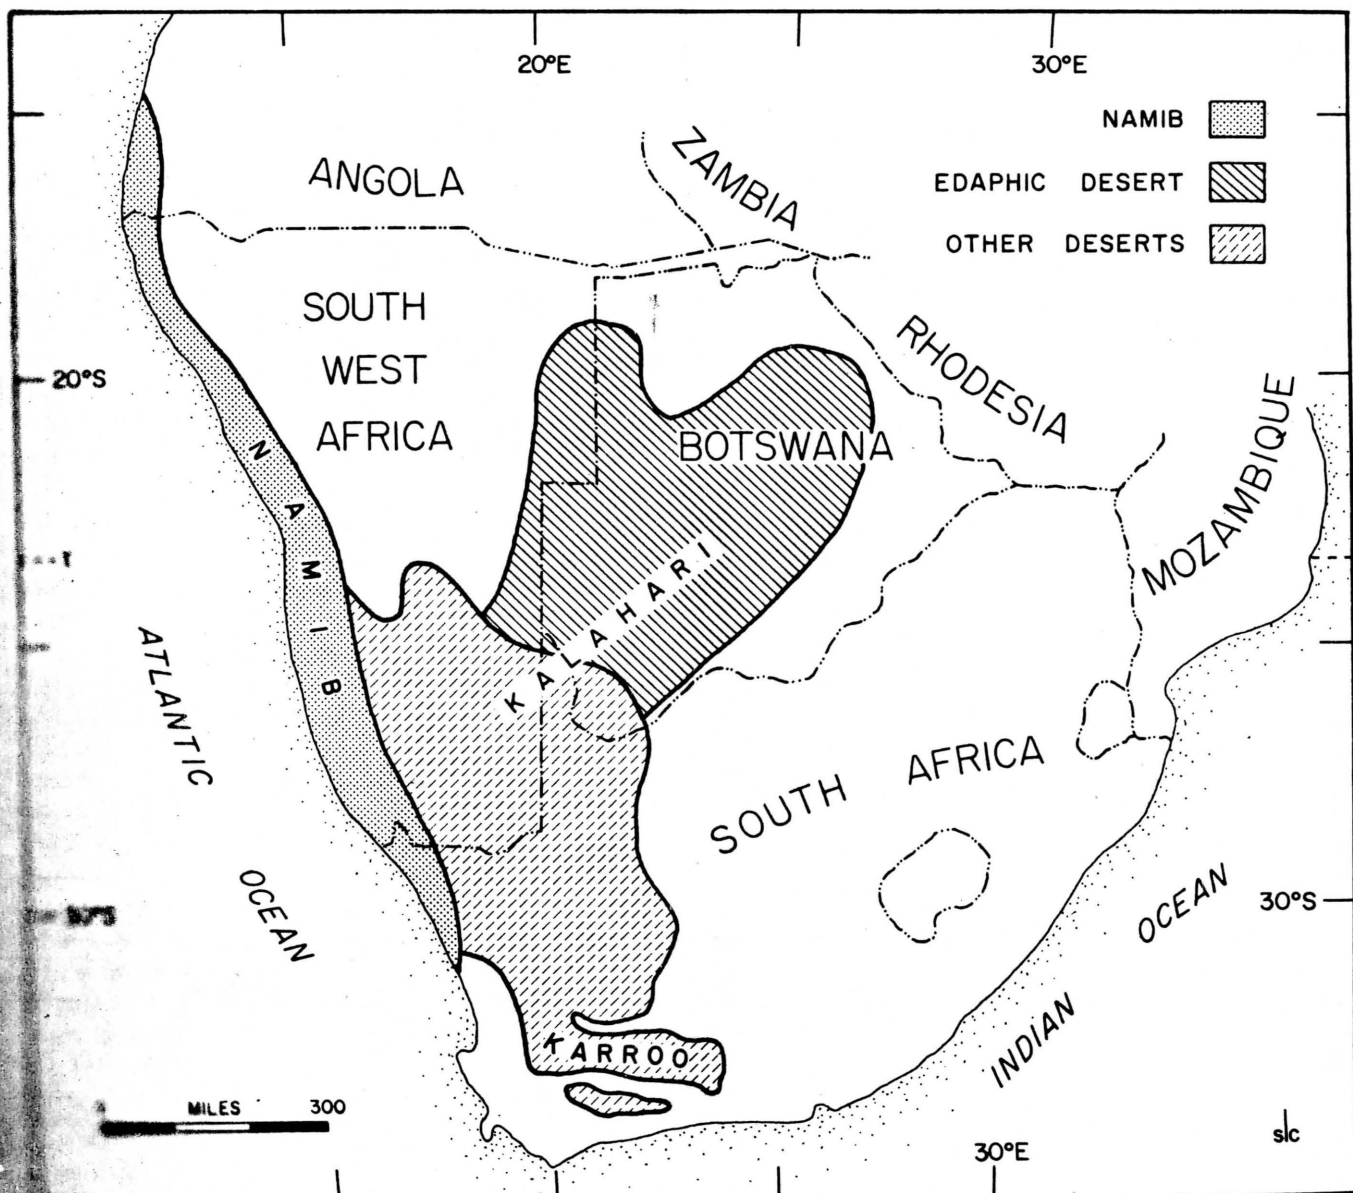 20°E
30°E
NAMIB
EDAPHIC DESERT
OTHER DESERTS
ANGOLA
ZAMBIA
SOUTH
WEST
AFRICA
RHODESIA
20°S
BOTSWANA
MOZAMBIQUE
NAMIB
KALAHARI
ATLANTIC
OCEAN
SOUTH AFRICA
30°S
INDIAN
OCEAN
KARROO
MILES 300
30°E
slc